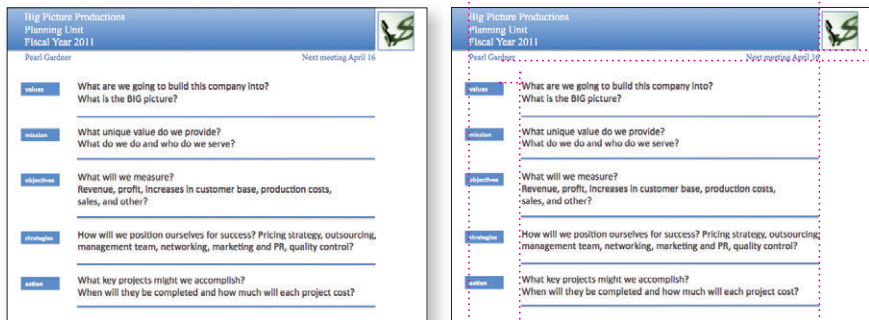 Big Picture Productions
Planning Unit
Fiscal Year 2011
Pearl Gardner
Next meeting April 16
values
What are we going to build this company into?
What is the BIG picture?
mission
What unique value do we provide?
What do we do and who do we serve?
objectives
What will we measure?
Revenue, profit, increases in customer base, production costs,
sales, and other?
strategies
How will we position ourselves for success? Pricing strategy, outsourcing,
management team, networking, marketing and PR, quality control?
action
What key projects might we accomplish?
When will they be completed and how much will each project cost?
Big Picture Productions
Planning Unit
Fiscal Year 2011
Pearl Gardner
Next meeting April 16
values
What are we going to build this company into?
What is the BIG picture?
mission
What unique value do we provide?
What do we do and who do we serve?
objectives
What will we measure?
Revenue, profit, increases in customer base, production costs,
sales, and other?
strategies
How will we position ourselves for success? Pricing strategy, outsourcing,
management team, networking, marketing and PR, quality control?
action
What key projects might we accomplish?
When will they be completed and how much will each project cost?